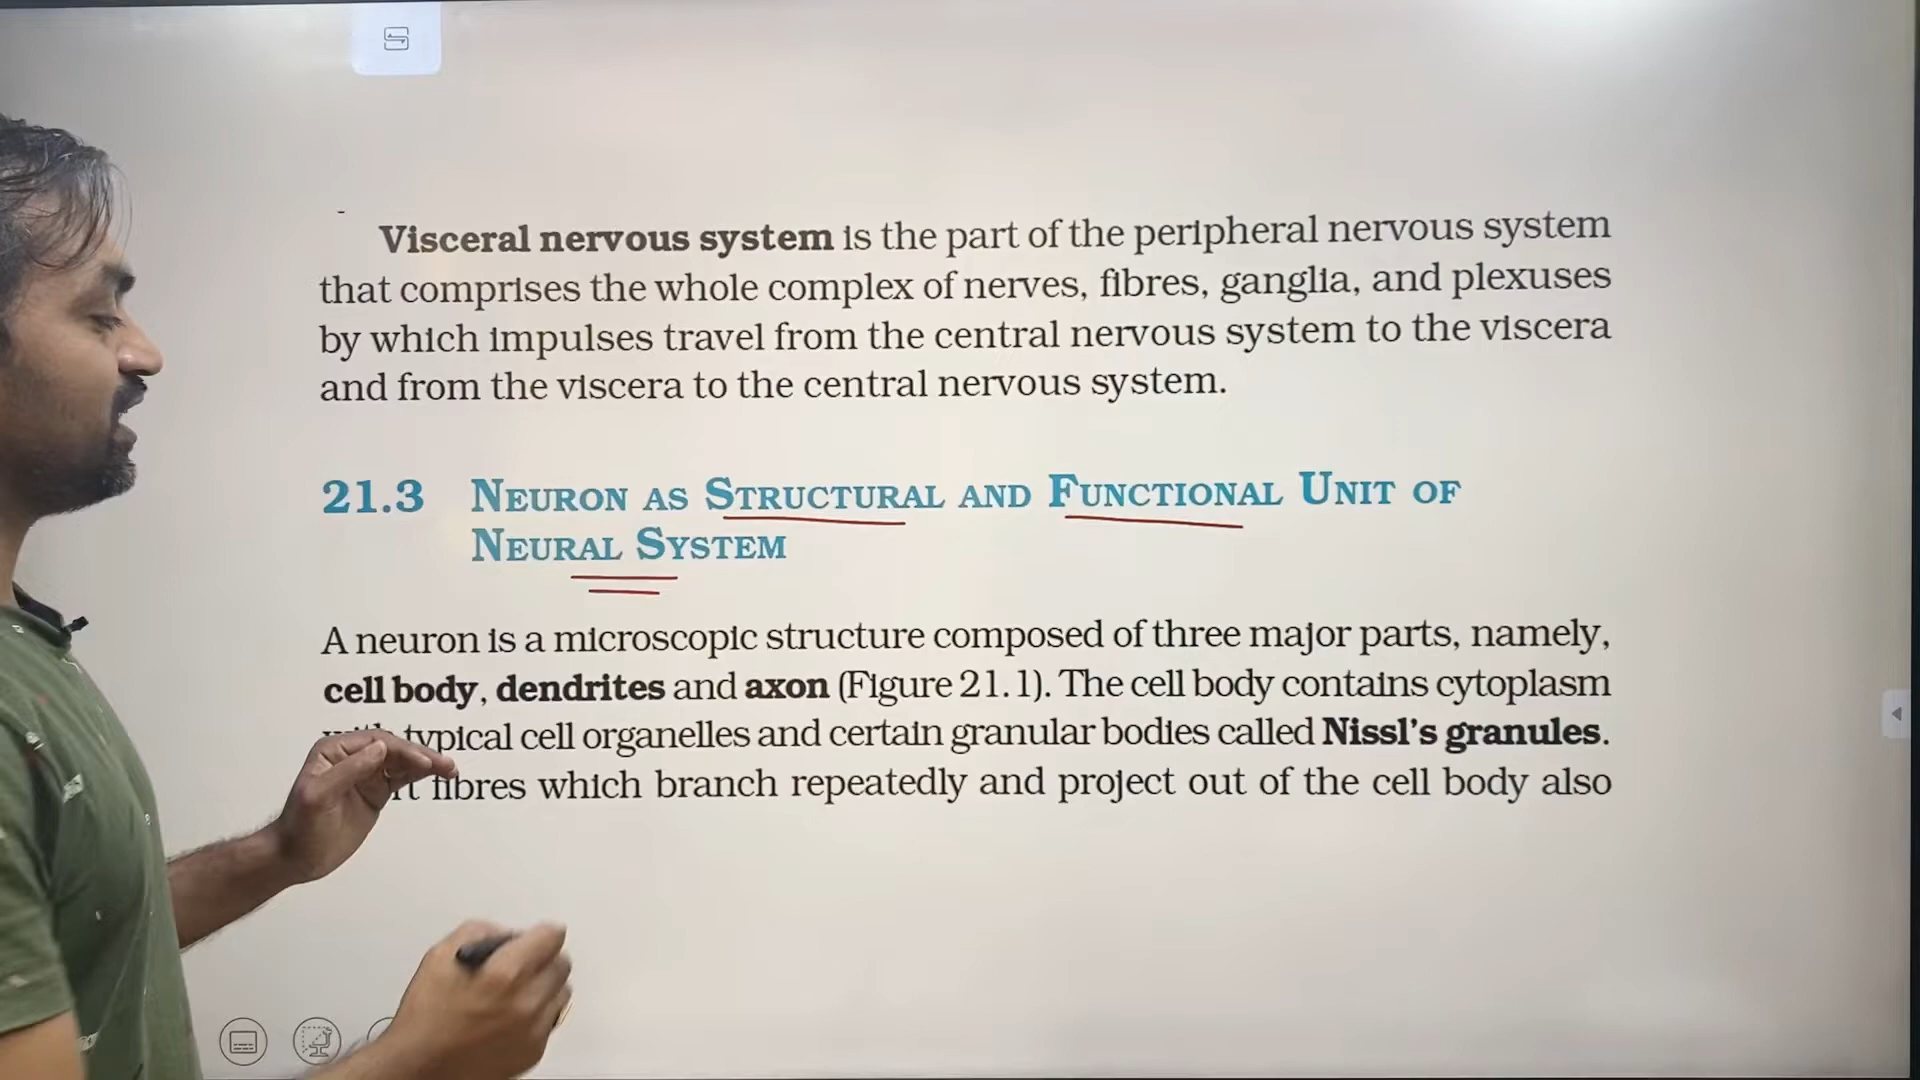 Visceral nervous system is the part of the peripheral nervous system
that comprises the whole complex of nerves, fibres, ganglia, and plexuses
by which impulses travel from the central nervous system to the viscera
and from the viscera to the central nervous system.
21.3 NEURON AS STRUCTURAL AND FUNCTIONAL UNIT OF
NEURAL SYSTEM
A neuron is a microscopic structure composed of three major parts, namely,
cell body, dendrites and axon (Figure 21.1). The cell body contains cytoplasm
typical cell organelles and certain granular bodies called Nissl's granules.
fibres which branch repeatedly and project out of the cell body also